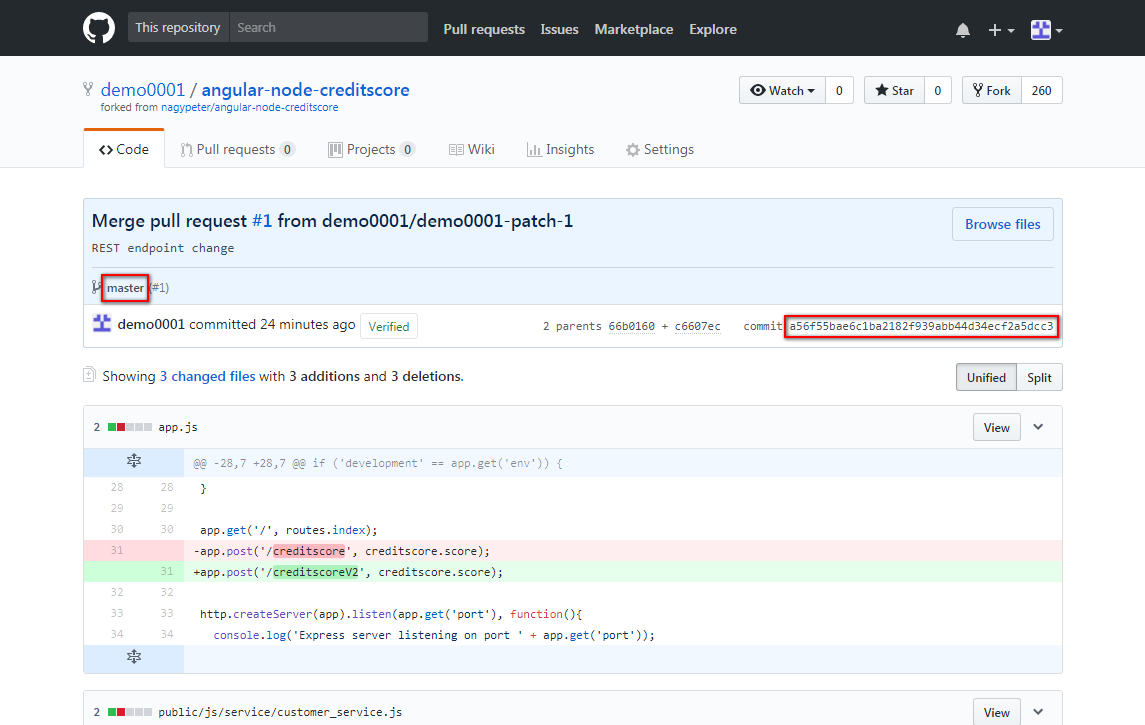 This repository Search Pull requests Issues Marketplace Explore
demo0001 / angular-node-creditscore Watch 0 Star 0 Fork 260
forked from nagypeter/angular-node-creditscore
Code Pull requests 0 Projects 0 Wiki Insights Settings
Merge pull request #1 from demo0001/demo0001-patch-1 Browse files
REST endpoint change
master (#1)
demo0001 committed 24 minutes ago Verified 2 parents 66b0160 + c6607ec commit a56f55bae6c1ba2182f939abb44d34ecf2a5dcc3
Showing 3 changed files with 3 additions and 3 deletions. Unified Split
2 app.js View
@@ -28,7 +28,7 @@ if ('development' == app.get('env')) {
28 28 }
29 29
30 30 app.get('/', routes.index);
31 -app.post('/creditscore', creditscore.score);
31 +app.post('/creditscoreV2', creditscore.score);
32 32
33 33 http.createServer(app).listen(app.get('port'), function(){
34 34 console.log('Express server listening on port ' + app.get('port'));
2 public/js/service/customer_service.js View